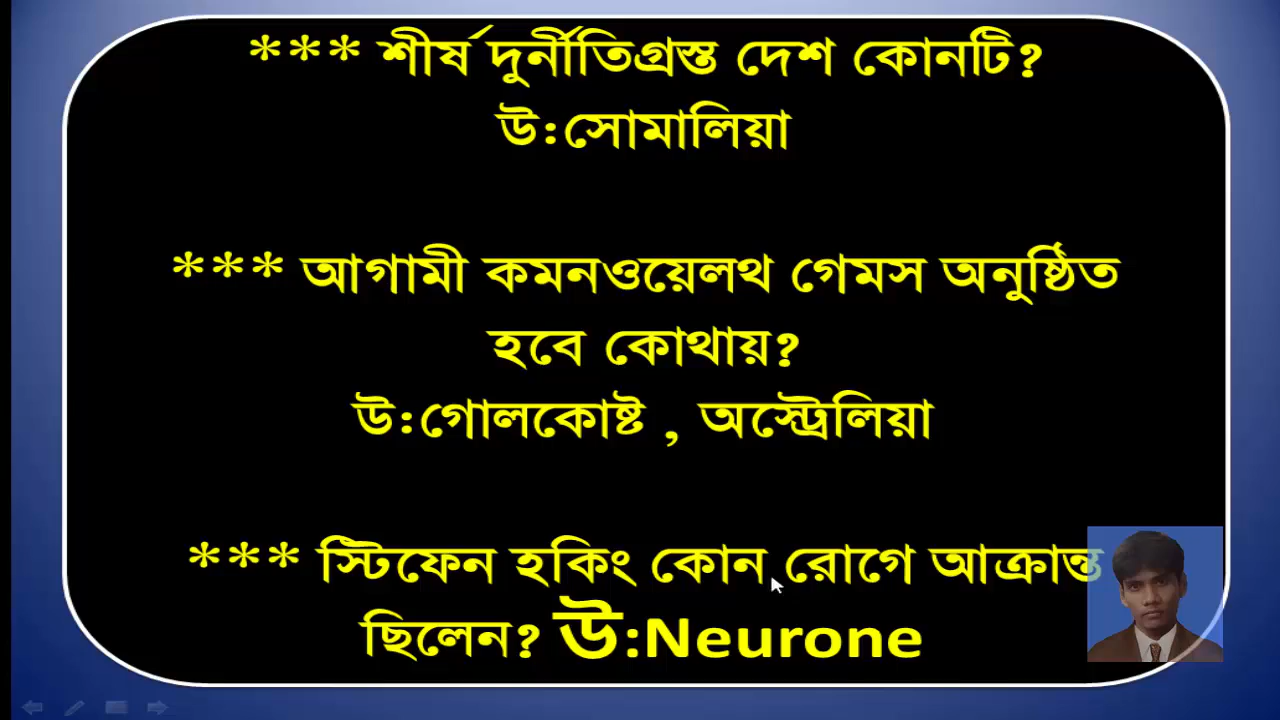 *** শীর্ষ দুর্নীতিগ্রস্ত দেশ কোনটি?
উ:সোমালিয়া
*** আগামী কমনওয়েলথ গেমস অনুষ্ঠিত
হবে কোথায়?
উ:গোলকোষ্ট , অস্ট্রেলিয়া
*** স্টিফেন হকিং কোন রোগে আক্রান্ত
ছিলেন? উ:Neurone